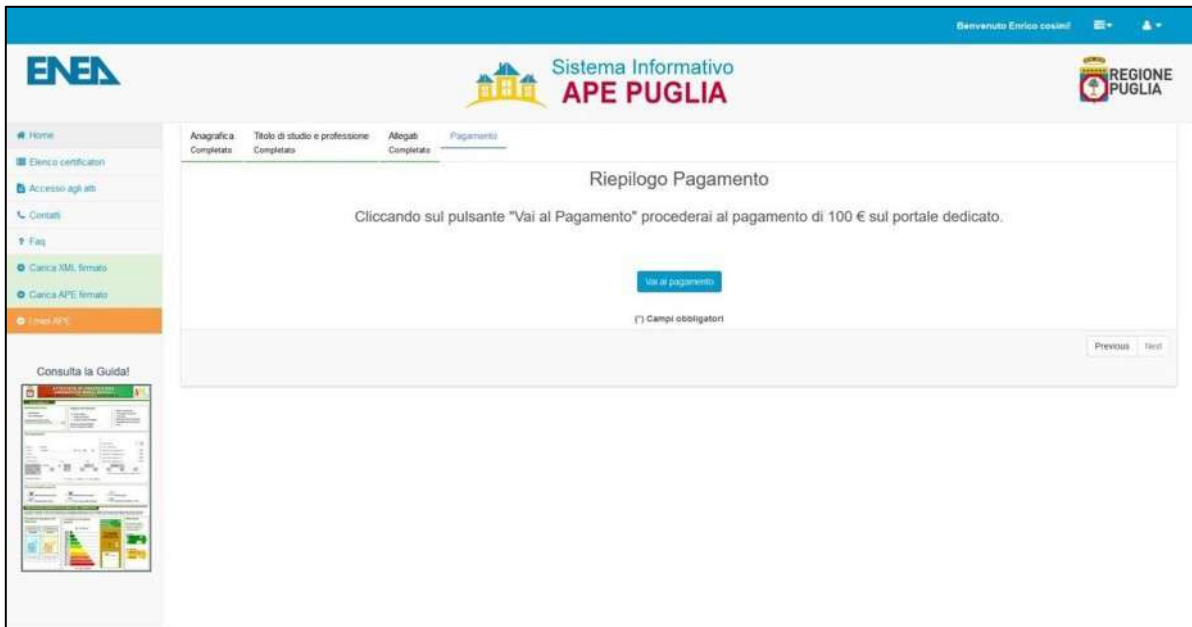 Benvenuto Enrico cosimi!
ENEA
Sistema Informativo
APE PUGLIA
REGIONE
PUGLIA
Home
Elenco certificatori
Accesso agli atti
Contatti
Faq
Carica XML firmato
Carica APE firmato
I miei APE
Consulta la Guida!
Anagrafica
Completato
Titolo di studio e professione
Completato
Allegati
Completato
Pagamento
Riepilogo Pagamento
Cliccando sul pulsante "Vai al Pagamento" procederai al pagamento di 100 € sul portale dedicato.
Vai al pagamento
(*) Campi obbligatori
Previous Next